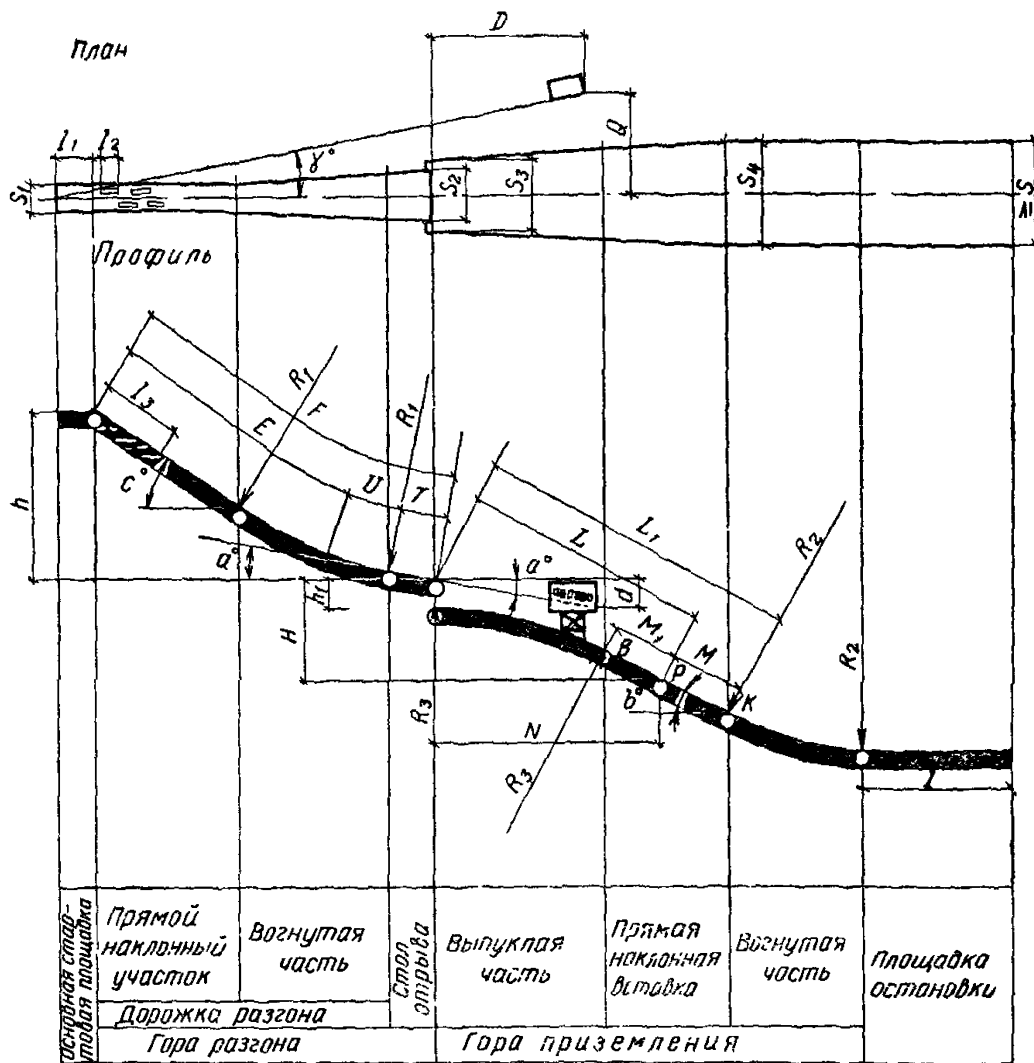 План
D
l₁ l₂
γ°
Q
S₁
S₂
S₃
S₄
Профиль
R₁
F
R₁
l₃
E
U T
c°
h
a°
L₁
L
R₂
a°
h₁
d
H
M₁ M
R₂
B
P
b°
K
R₃
N
R₃
Основная стартовая площадка
Прямой
наклонный
участок
Вогнутая
часть
Стол
отрыва
Выпуклая
часть
Прямая
наклонная
вставка
Вогнутая
часть
Площадка
остановки
Дорожка разгона
Гора разгона
Гора приземления